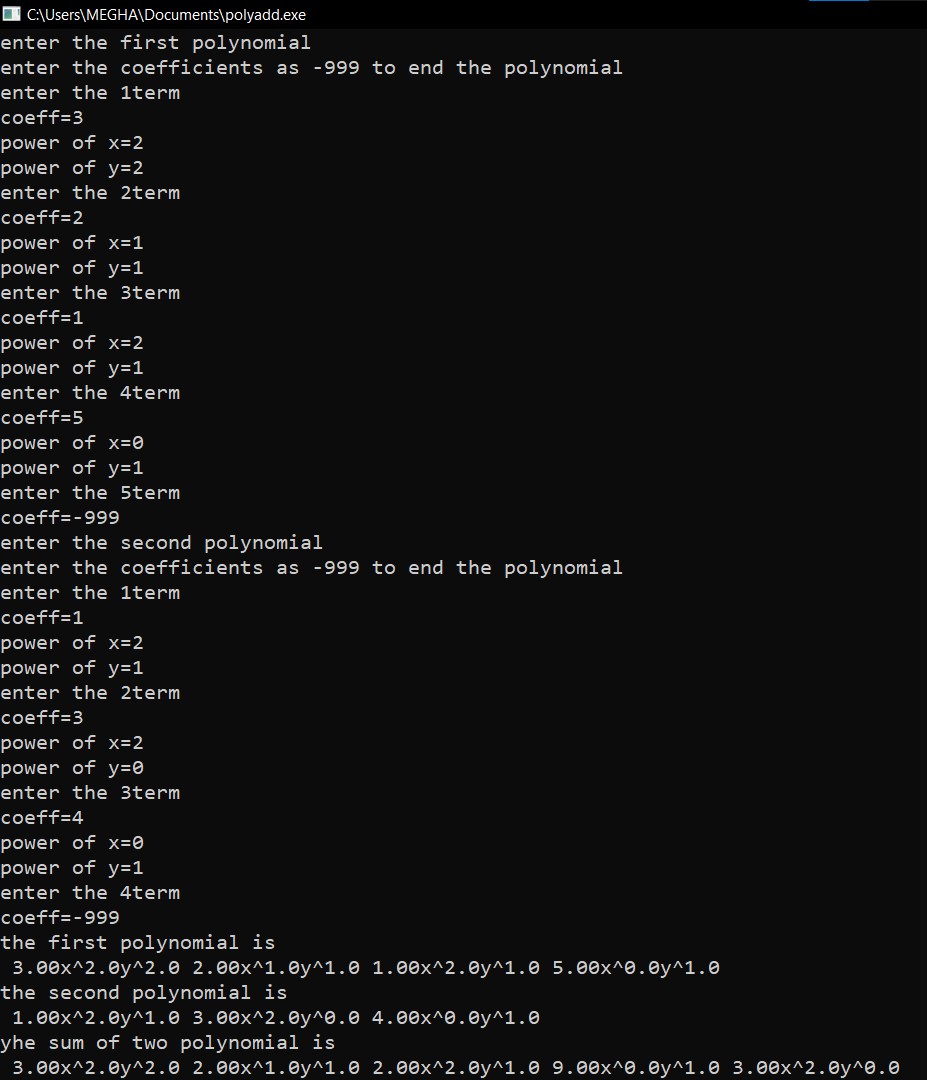 C:\Users\MEGHA\Documents\polyadd.exe
enter the first polynomial
enter the coefficients as -999 to end the polynomial
enter the 1term
coeff=3
power of x=2
power of y=2
enter the 2term
coeff=2
power of x=1
power of y=1
enter the 3term
coeff=1
power of x=2
power of y=1
enter the 4term
coeff=5
power of x=0
power of y=1
enter the 5term
coeff=-999
enter the second polynomial
enter the coefficients as -999 to end the polynomial
enter the 1term
coeff=1
power of x=2
power of y=1
enter the 2term
coeff=3
power of x=2
power of y=0
enter the 3term
coeff=4
power of x=0
power of y=1
enter the 4term
coeff=-999
the first polynomial is
3.00x^2.0y^2.0 2.00x^1.0y^1.0 1.00x^2.0y^1.0 5.00x^0.0y^1.0
the second polynomial is
1.00x^2.0y^1.0 3.00x^2.0y^0.0 4.00x^0.0y^1.0
yhe sum of two polynomial is
3.00x^2.0y^2.0 2.00x^1.0y^1.0 2.00x^2.0y^1.0 9.00x^0.0y^1.0 3.00x^2.0y^0.0